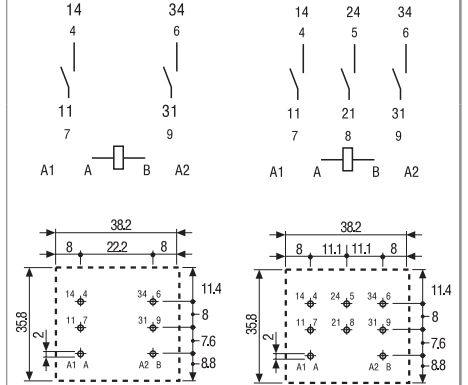 14 34
4 6
11 31
7 9
A1 A B A2
14 24 34
4 5 6
11 21 31
7 8 9
A1 A B A2
38.2
8 22.2 8
11.4
14 4 34 6
8
35.8
11 7 31 9
7.6
2
A1 A A2 B
8.8
38.2
8 11.1 11.1 8
11.4
14 4 24 5 34 6
8
35.8
11 7 21 8 31 9
7.6
2
A1 A A2 B
8.8